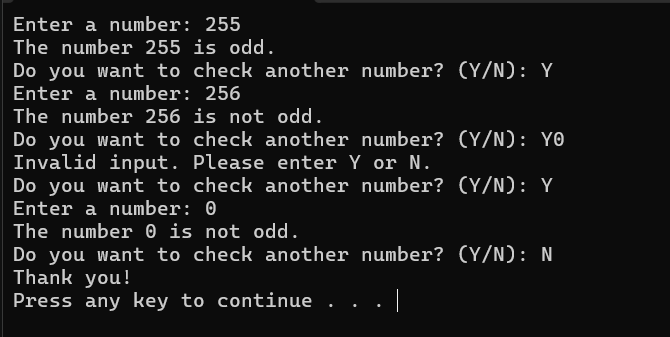 Enter a number: 255
The number 255 is odd.
Do you want to check another number? (Y/N): Y
Enter a number: 256
The number 256 is not odd.
Do you want to check another number? (Y/N): Y0
Invalid input. Please enter Y or N.
Do you want to check another number? (Y/N): Y
Enter a number: 0
The number 0 is not odd.
Do you want to check another number? (Y/N): N
Thank you!
Press any key to continue . . .